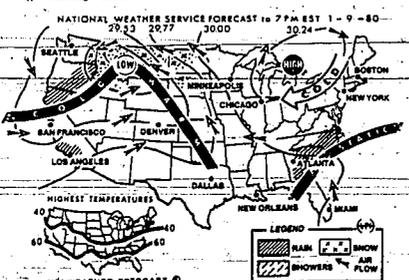 NATIONAL WEATHER SERVICE FORECAST to 7 PM EST 1-9-80
29.53 29.77 30.00 30.24
SEATTLE
LOW
HIGH
COLD
BOSTON
MINNEAPOLIS
NEW YORK
CHICAGO
COLD
WARM
SAN FRANCISCO
DENVER
STATIC
ATLANTA
LOS ANGELES
DALLAS
HIGHEST TEMPERATURES
NEW ORLEANS
MIAMI
40
40
60
60
LEGEND
RAIN
SNOW
SHOWERS
AIR FLOW